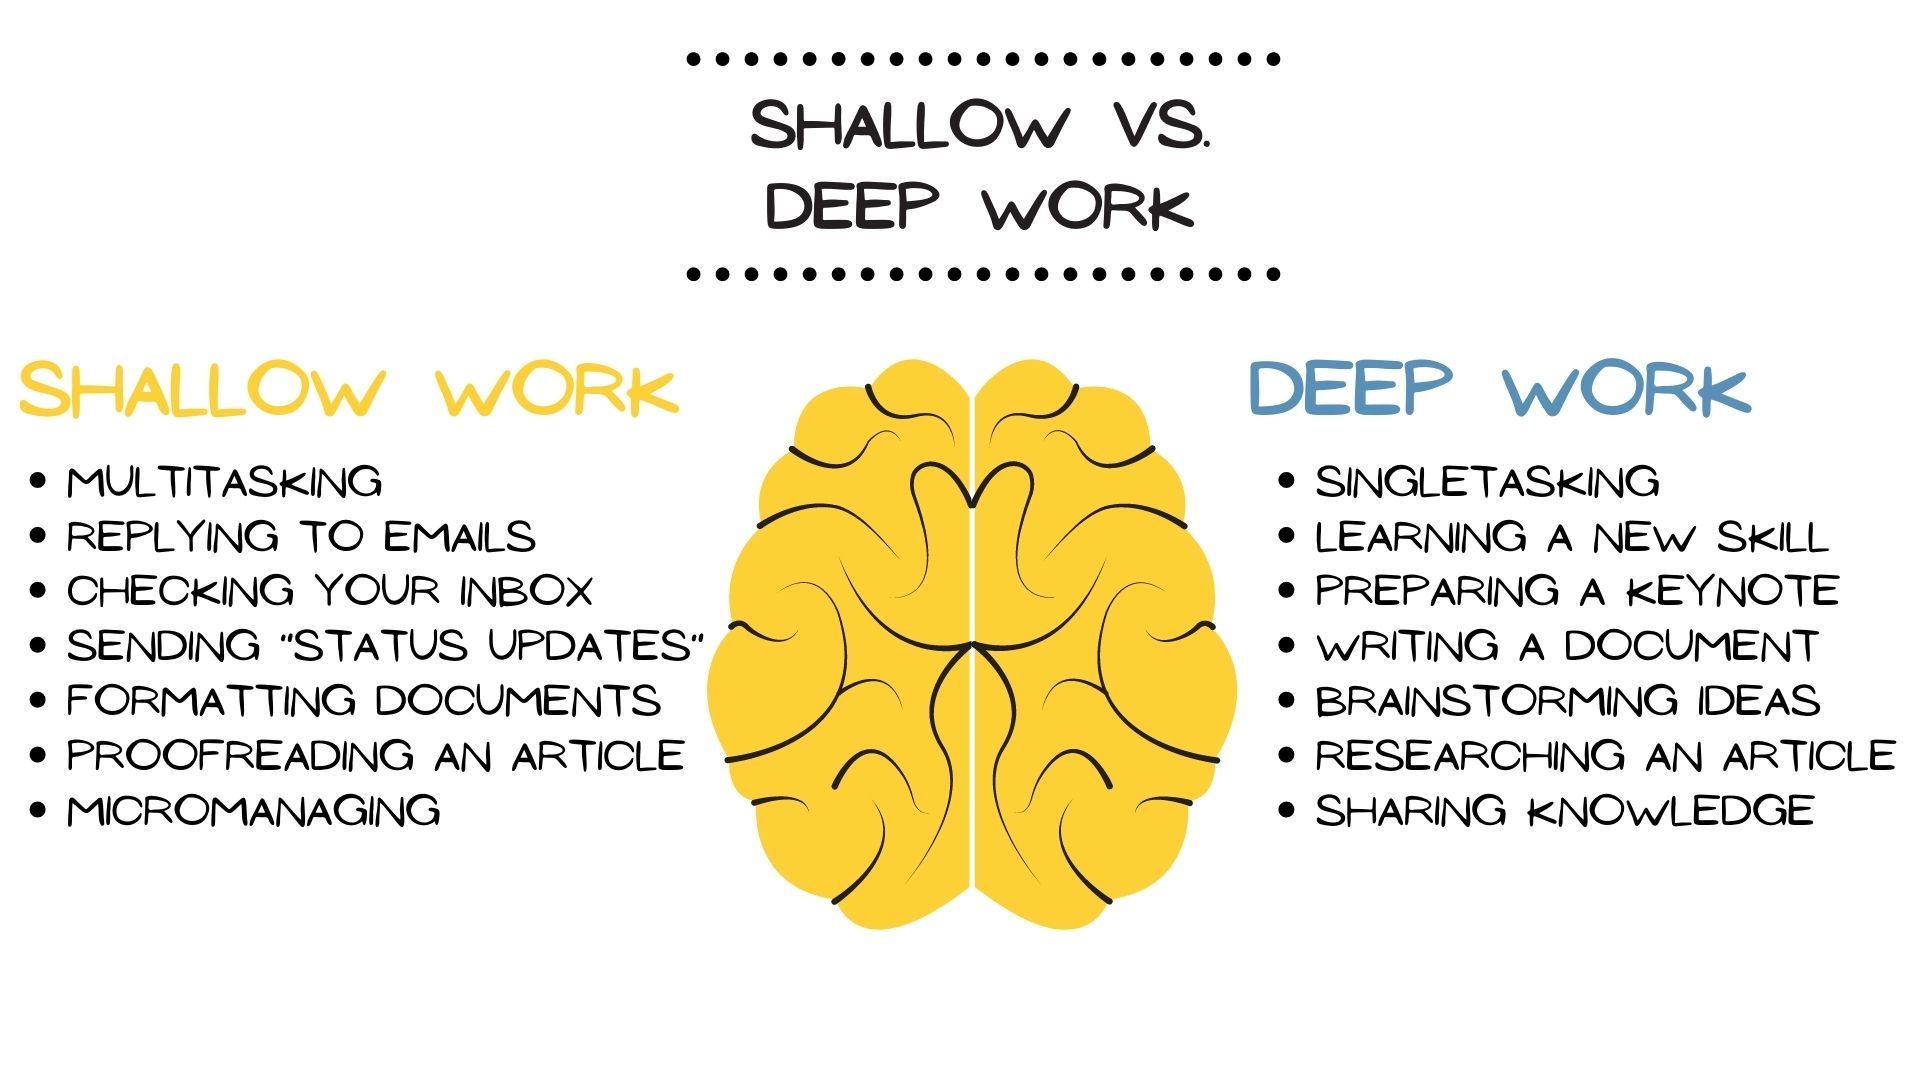 SHALLOW VS.
DEEP WORK
SHALLOW WORK
• MULTITASKING
• REPLYING TO EMAILS
• CHECKING YOUR INBOX
• SENDING "STATUS UPDATES"
• FORMATTING DOCUMENTS
• PROOFREADING AN ARTICLE
• MICROMANAGING
DEEP WORK
• SINGLETASKING
• LEARNING A NEW SKILL
• PREPARING A KEYNOTE
• WRITING A DOCUMENT
• BRAINSTORMING IDEAS
• RESEARCHING AN ARTICLE
• SHARING KNOWLEDGE